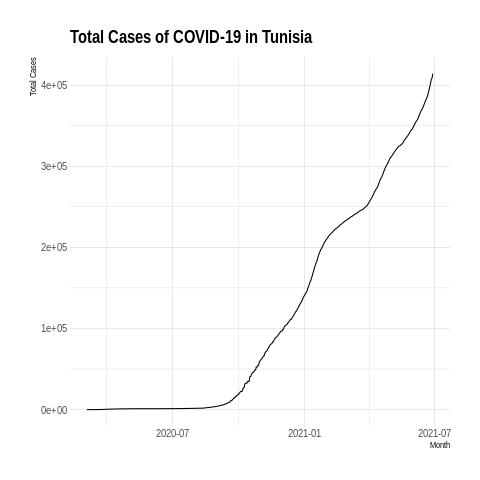 Total Cases of COVID-19 in Tunisia
Total Cases
4e+05
3e+05
2e+05
1e+05
0e+00
2020-07
2021-01
2021-07
Month